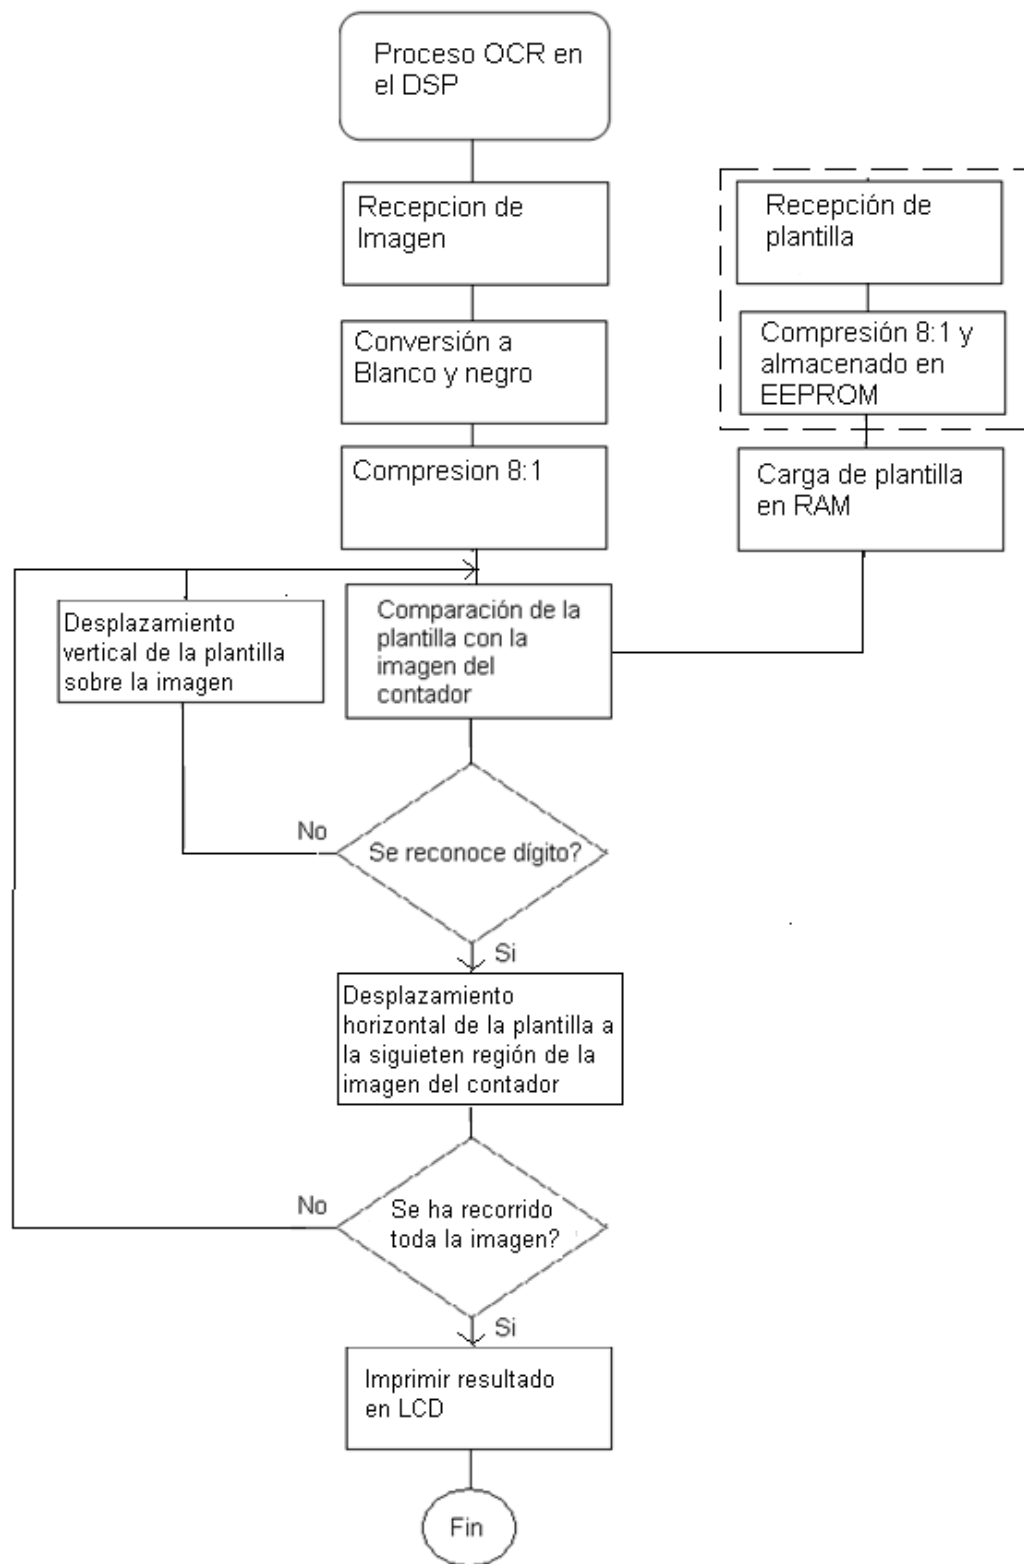 Proceso OCR en
el DSP
Recepcion de
Imagen
Conversión a
Blanco y negro
Compresion 8:1
Recepción de
plantilla
Compresión 8:1 y
almacenado en
EEPROM
Carga de plantilla
en RAM
Desplazamiento
vertical de la plantilla
sobre la imagen
Comparación de la
plantilla con la
imagen del
contador
No
Se reconoce dígito?
Si
Desplazamiento
horizontal de la plantilla a
la siguieten región de la
imagen del contador
No
Se ha recorrido
toda la imagen?
Si
Imprimir resultado
en LCD
Fin